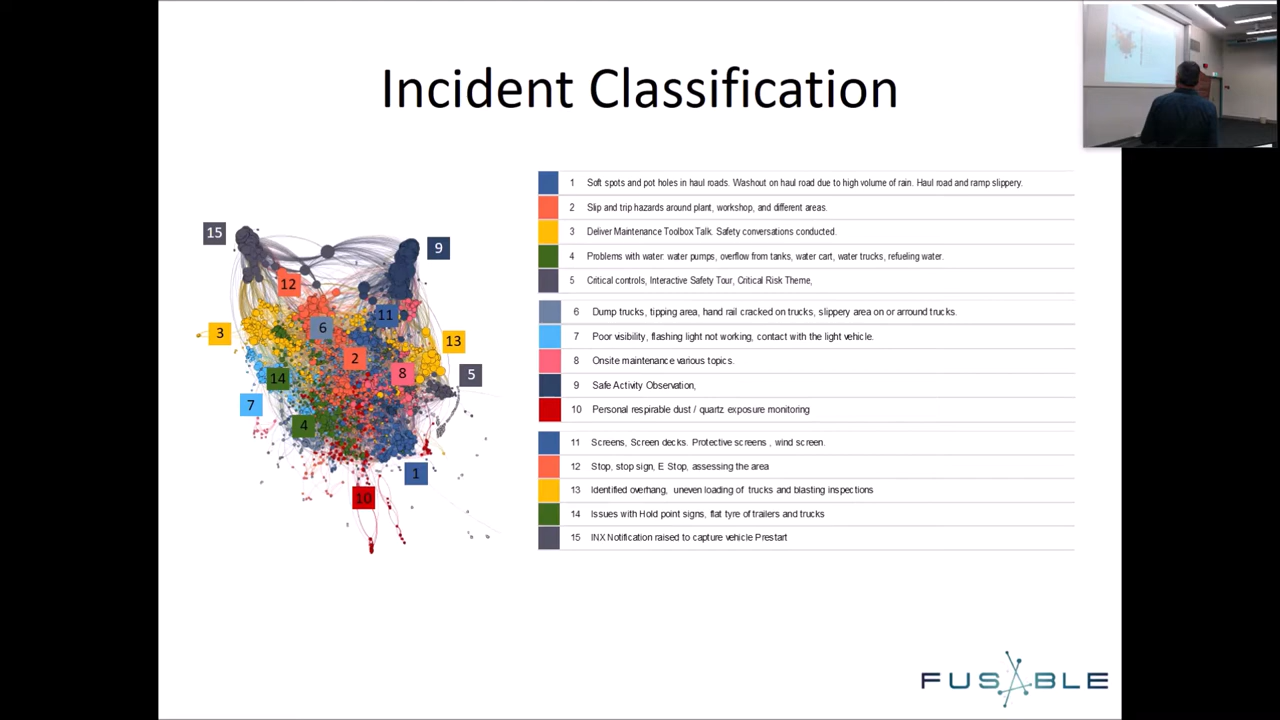 Incident Classification
15
9
12
11
6
3
13
2
8
5
14
7
4
1
10
1 Soft spots and pot holes in haul roads. Washout on haul road due to high volume of rain. Haul road and ramp slippery.
2 Slip and trip hazards around plant, workshop, and different areas.
3 Deliver Maintenance Toolbox Talk. Safety conversations conducted.
4 Problems with water: water pumps, overflow from tanks, water cart, water trucks, refueling water.
5 Critical controls, Interactive Safety Tour, Critical Risk Theme,
6 Dump trucks, tipping area, hand rail cracked on trucks, slippery area on or arround trucks.
7 Poor visibility, flashing light not working, contact with the light vehicle.
8 Onsite maintenance various topics.
9 Safe Activity Observation,
10 Personal respirable dust / quartz exposure monitoring
11 Screens, Screen decks. Protective screens , wind screen.
12 Stop, stop sign, E Stop, assessing the area
13 Identified overhang, uneven loading of trucks and blasting inspections
14 Issues with Hold point signs, flat tyre of trailers and trucks
15 INX Notification raised to capture vehicle Prestart
FUSABLE